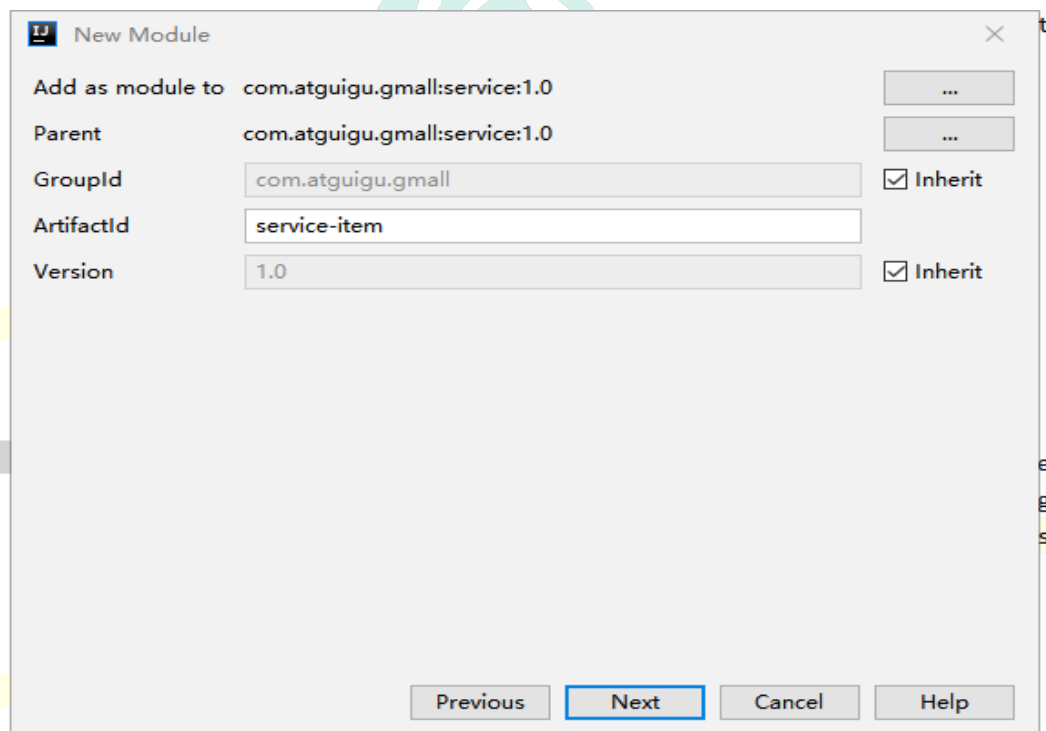 New Module
Add as module to com.atguigu.gmall:service:1.0 ...
Parent com.atguigu.gmall:service:1.0 ...
GroupId com.atguigu.gmall Inherit
ArtifactId service-item
Version 1.0 Inherit
Previous Next Cancel Help